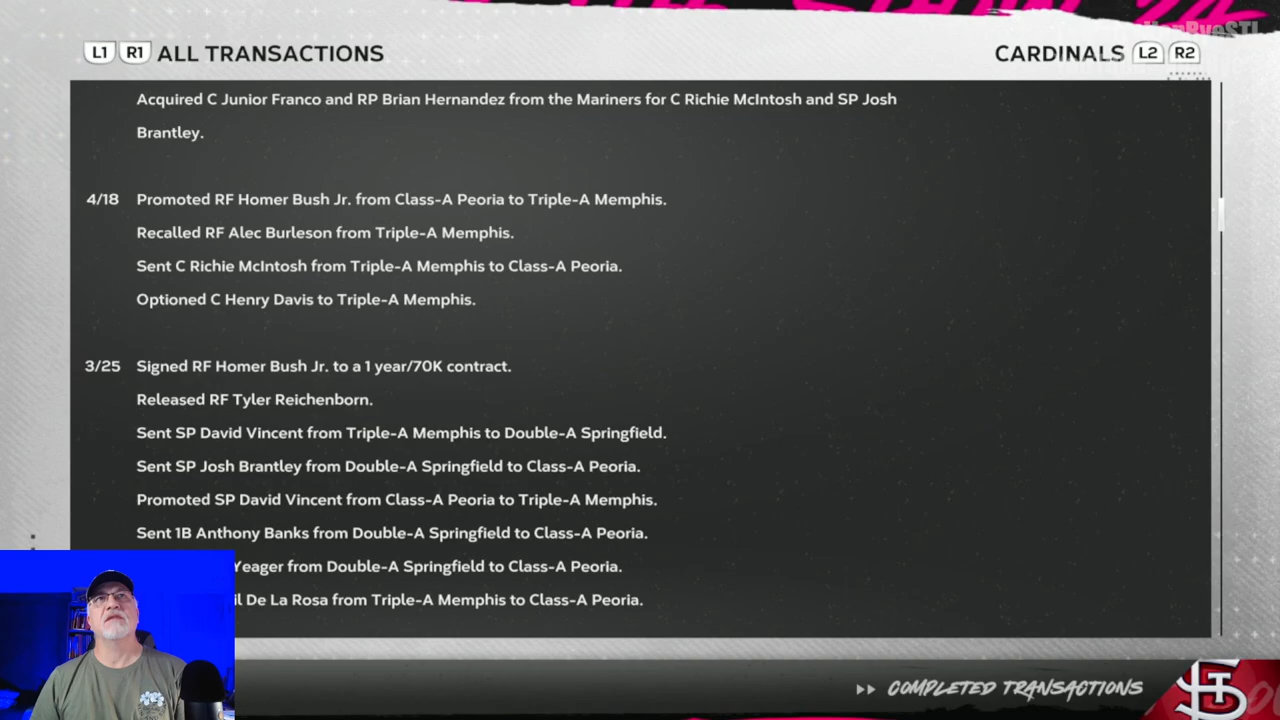 L1 R1 ALL TRANSACTIONS
CARDINALS L2 R2
Acquired C Junior Franco and RP Brian Hernandez from the Mariners for C Richie McIntosh and SP Josh
Brantley.
4/18 Promoted RF Homer Bush Jr. from Class-A Peoria to Triple-A Memphis.
Recalled RF Alec Burleson from Triple-A Memphis.
Sent C Richie McIntosh from Triple-A Memphis to Class-A Peoria.
Optioned C Henry Davis to Triple-A Memphis.
3/25 Signed RF Homer Bush Jr. to a 1 year/70K contract.
Released RF Tyler Reichenborn.
Sent SP David Vincent from Triple-A Memphis to Double-A Springfield.
Sent SP Josh Brantley from Double-A Springfield to Class-A Peoria.
Promoted SP David Vincent from Class-A Peoria to Triple-A Memphis.
Sent 1B Anthony Banks from Double-A Springfield to Class-A Peoria.
Yeager from Double-A Springfield to Class-A Peoria.
il De La Rosa from Triple-A Memphis to Class-A Peoria.
COMPLETED TRANSACTIONS
STL